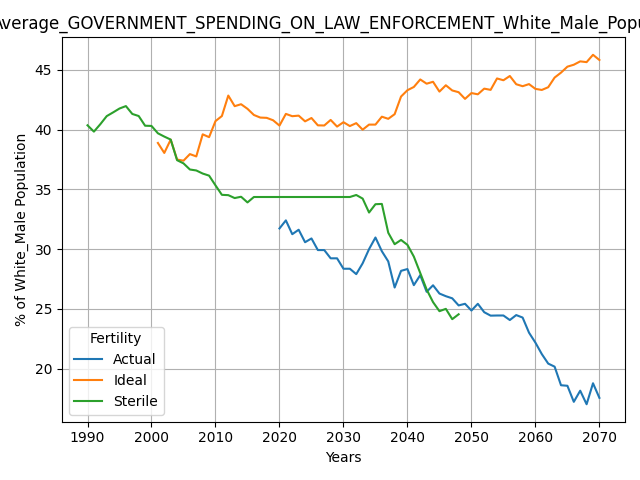 Average_GOVERNMENT_SPENDING_ON_LAW_ENFORCEMENT_White_Male_Popu
% of White_Male Population
45
40
35
30
25
20
Fertility
Actual
Ideal
Sterile
1990 2000 2010 2020 2030 2040 2050 2060 2070
Years